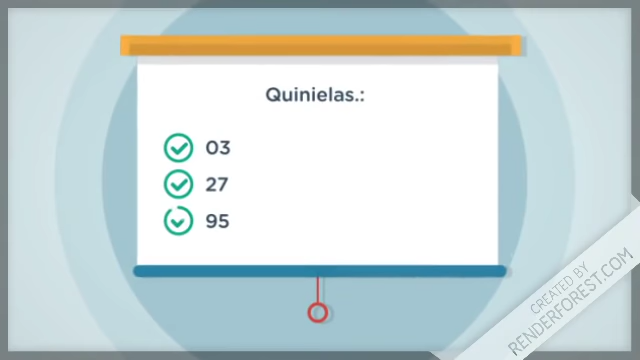 Quinielas.:
03
27
95
CREATED BY
RENDERFOREST.COM